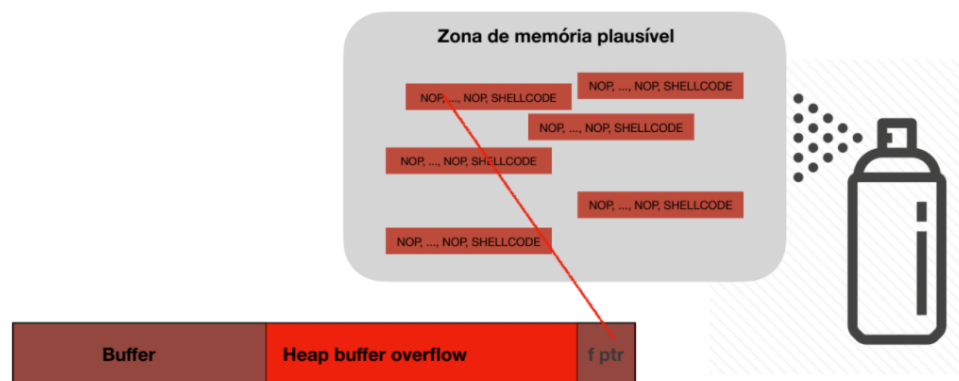 Zona de memória plausível
NOP, ..., NOP, SHELLCODE
NOP, ..., NOP, SHELLCODE
NOP, ..., NOP, SHELLCODE
NOP, ..., NOP, SHELLCODE
NOP, ..., NOP, SHELLCODE
NOP, ..., NOP, SHELLCODE
Buffer
Heap buffer overflow
f ptr